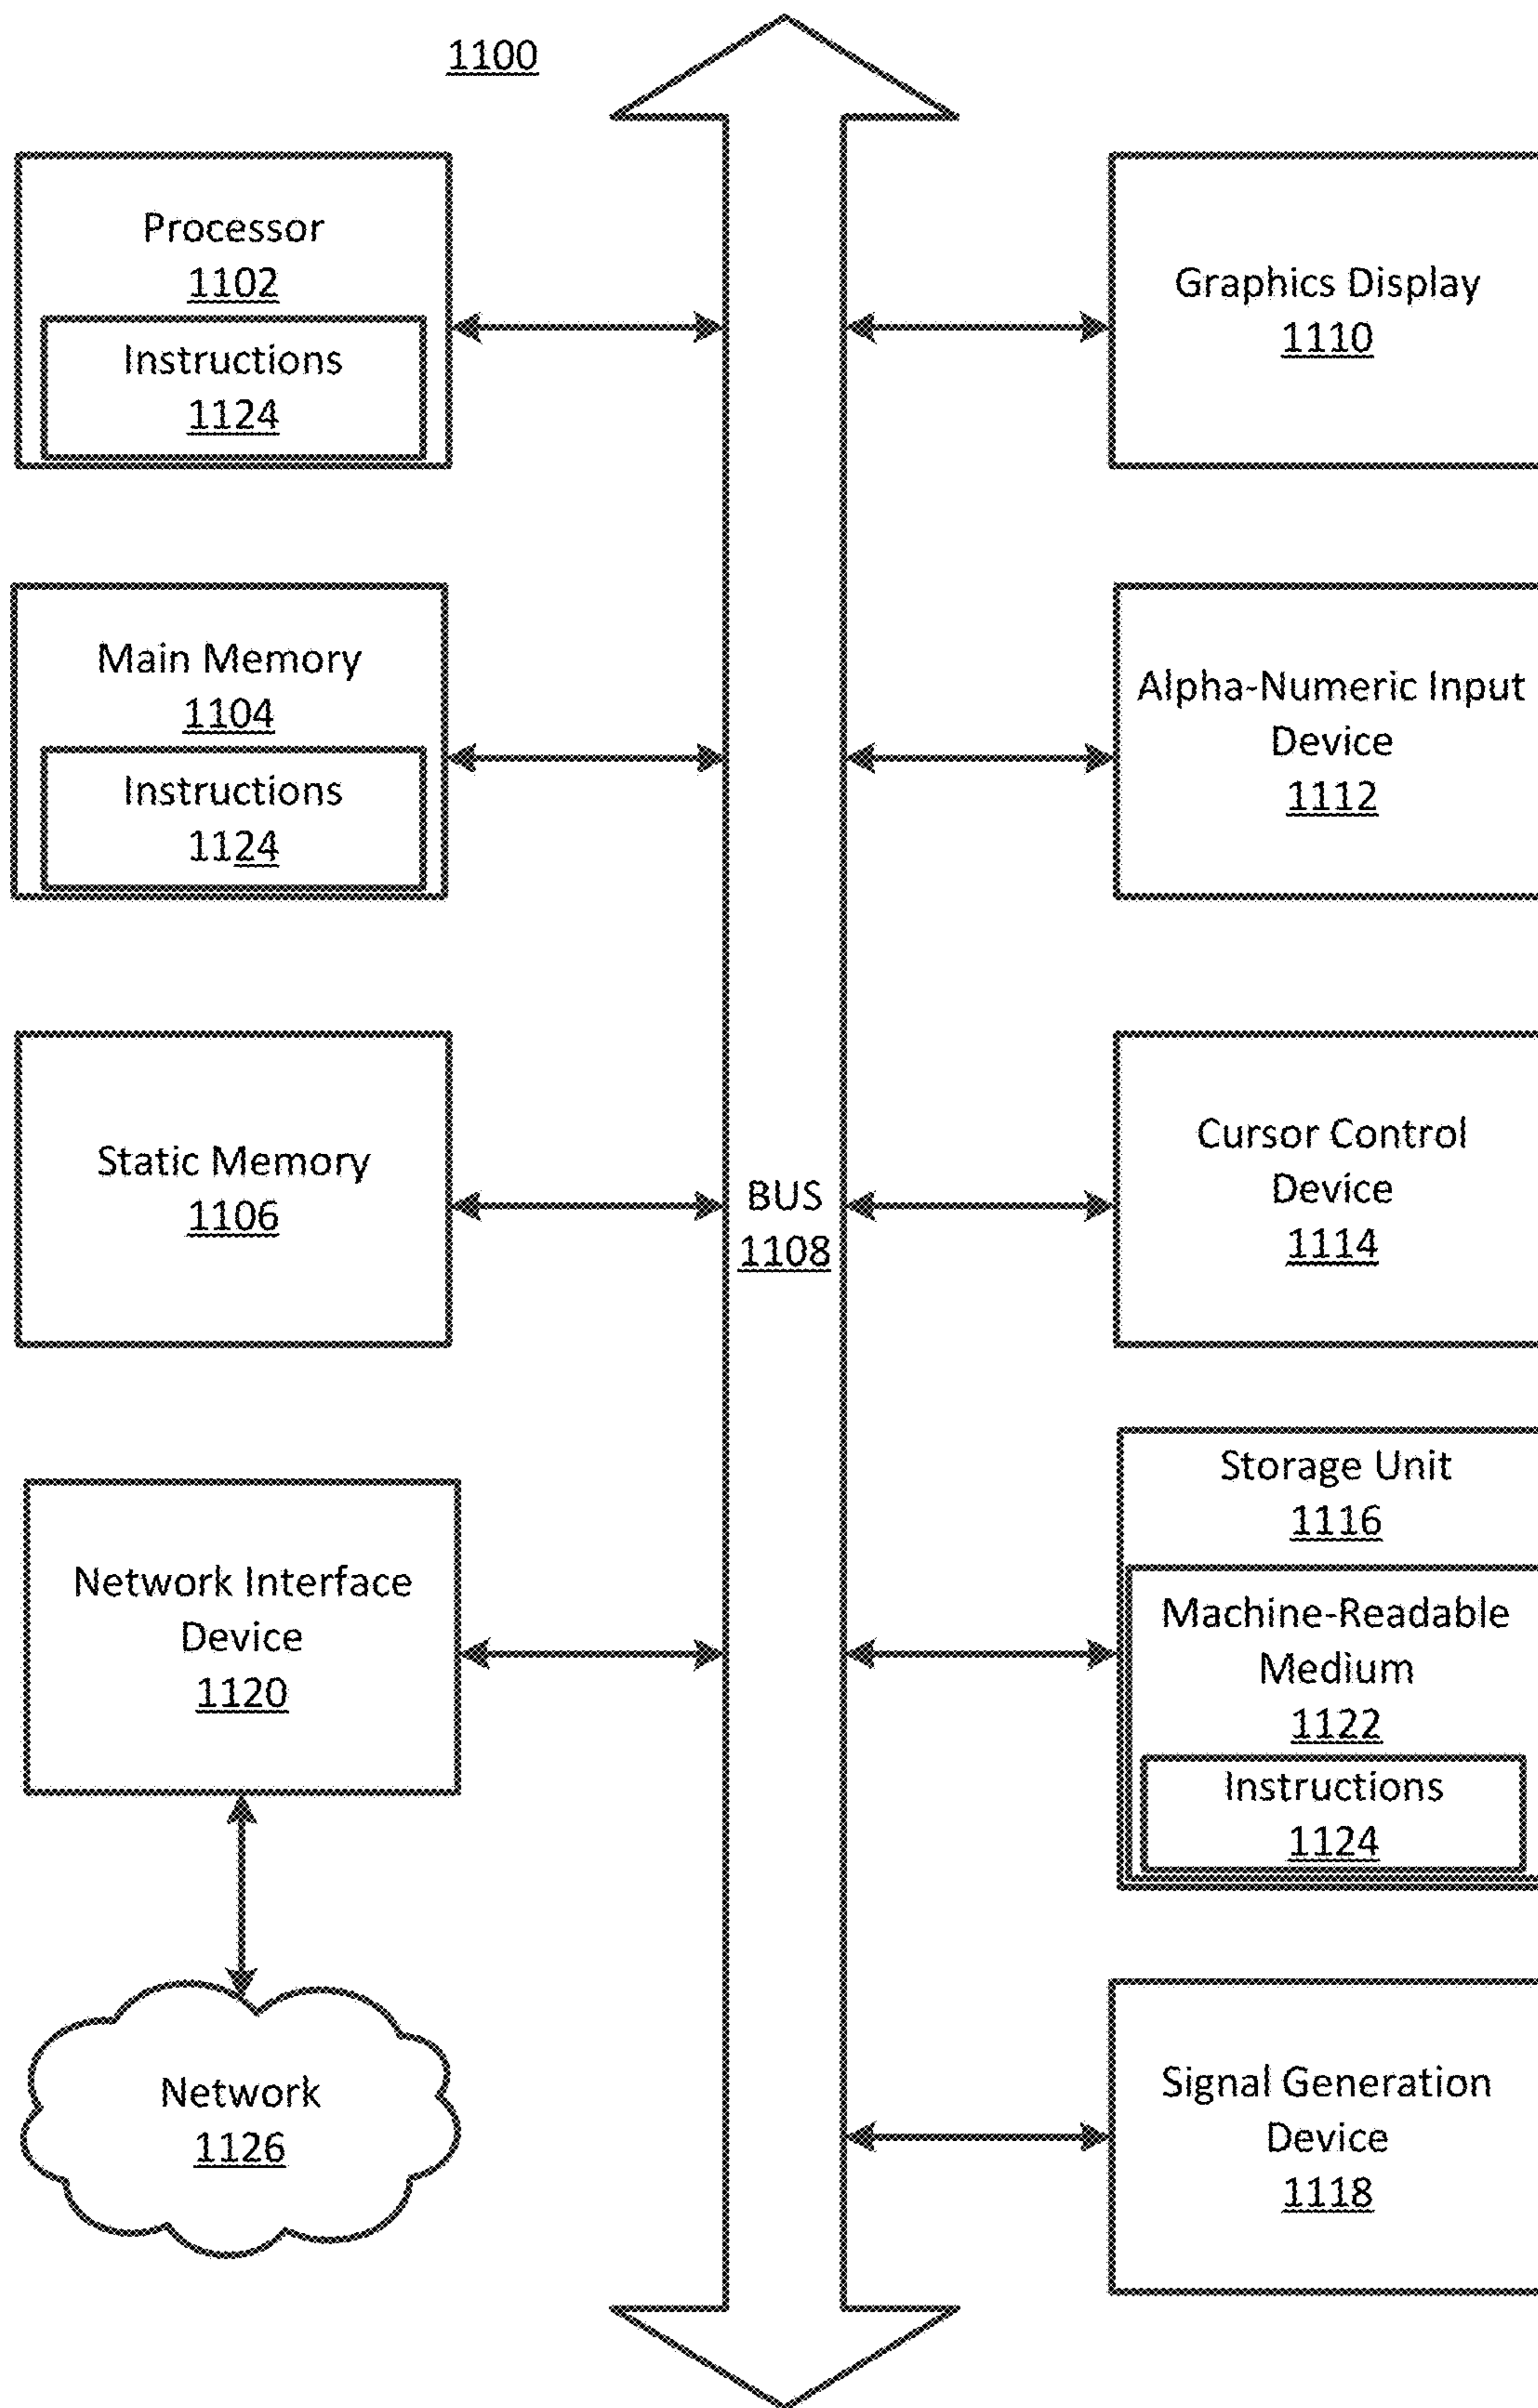 1100
Processor
1102
Instructions
1124
Main Memory
1104
Instructions
1124
Static Memory
1106
Network Interface
Device
1120
Network
1126
BUS
1108
Graphics Display
1110
Alpha-Numeric Input
Device
1112
Cursor Control
Device
1114
Storage Unit
1116
Machine-Readable
Medium
1122
Instructions
1124
Signal Generation
Device
1118